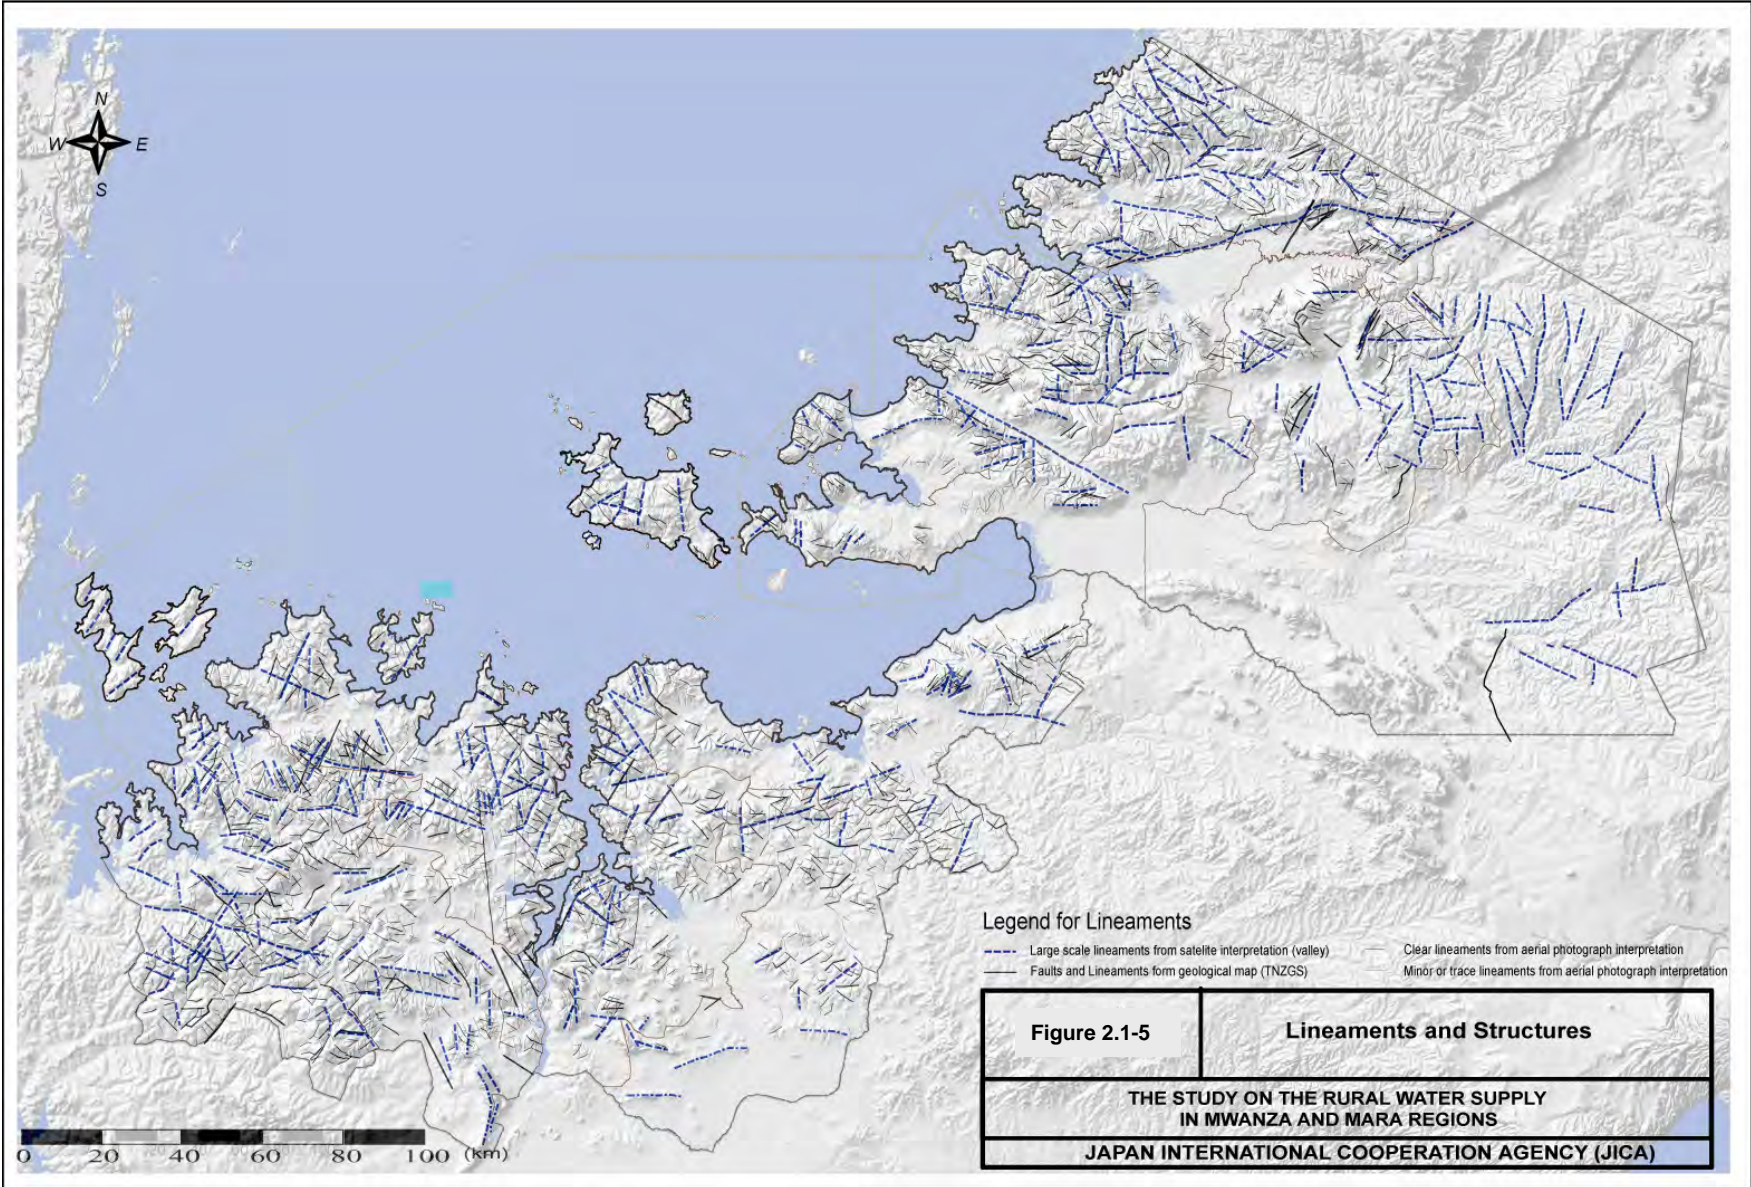 N
W E
S
Legend for Lineaments
Large scale lineaments from satelite interpretation (valley)
Clear lineaments from aerial photograph interpretation
Faults and Lineaments form geological map (TNZGS)
Minor or trace lineaments from aerial photograph interpretation
Figure 2.1-5
Lineaments and Structures
THE STUDY ON THE RURAL WATER SUPPLY
IN MWANZA AND MARA REGIONS
JAPAN INTERNATIONAL COOPERATION AGENCY (JICA)
0 20 40 60 80 100 (km)